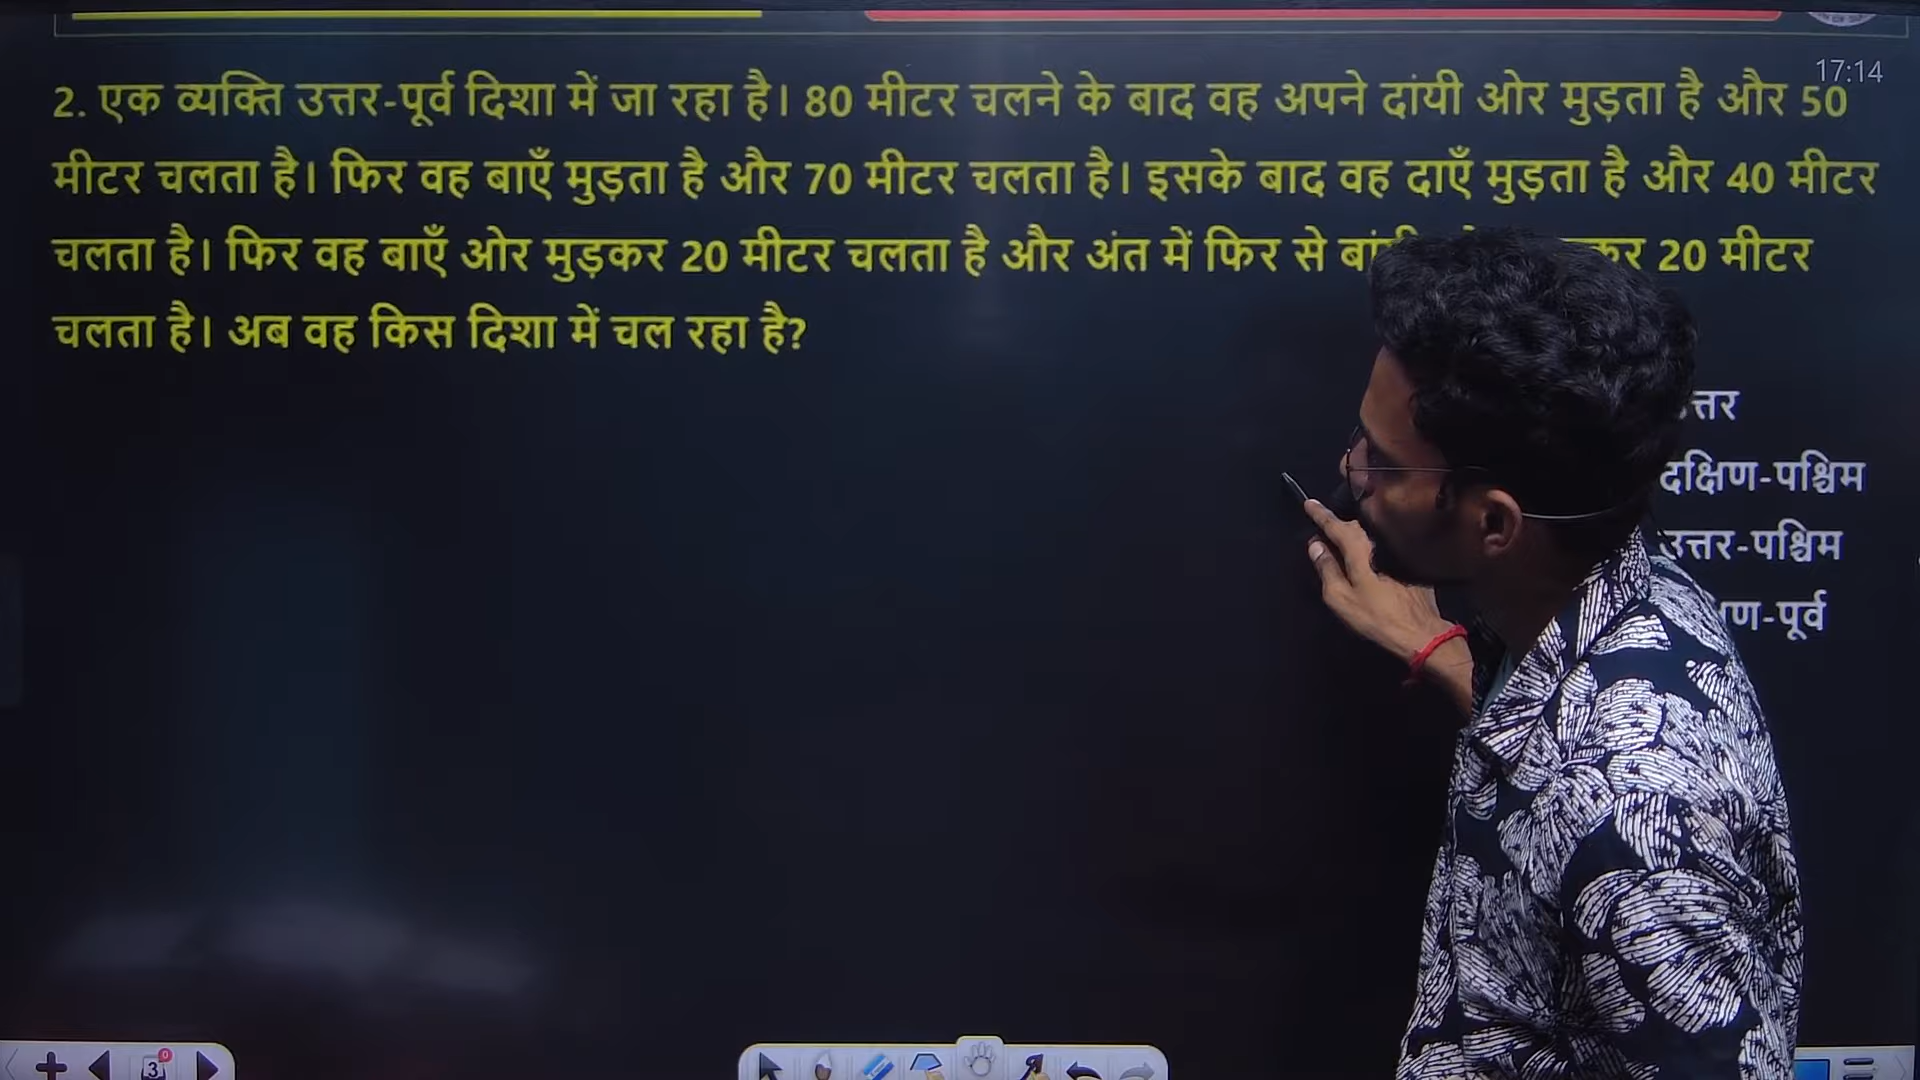 17:14
2. एक व्यक्ति उत्तर-पूर्व दिशा में जा रहा है। 80 मीटर चलने के बाद वह अपने दांयी ओर मुड़ता है और 50
मीटर चलता है। फिर वह बाएँ मुड़ता है और 70 मीटर चलता है। इसके बाद वह दाएँ मुड़ता है और 40 मीटर
चलता है। फिर वह बाएँ ओर मुड़कर 20 मीटर चलता है और अंत में फिर से 20 मीटर
चलता है। अब वह किस दिशा में चल रहा है?
दक्षिण-पश्चिम
उत्तर-पश्चिम
3
0